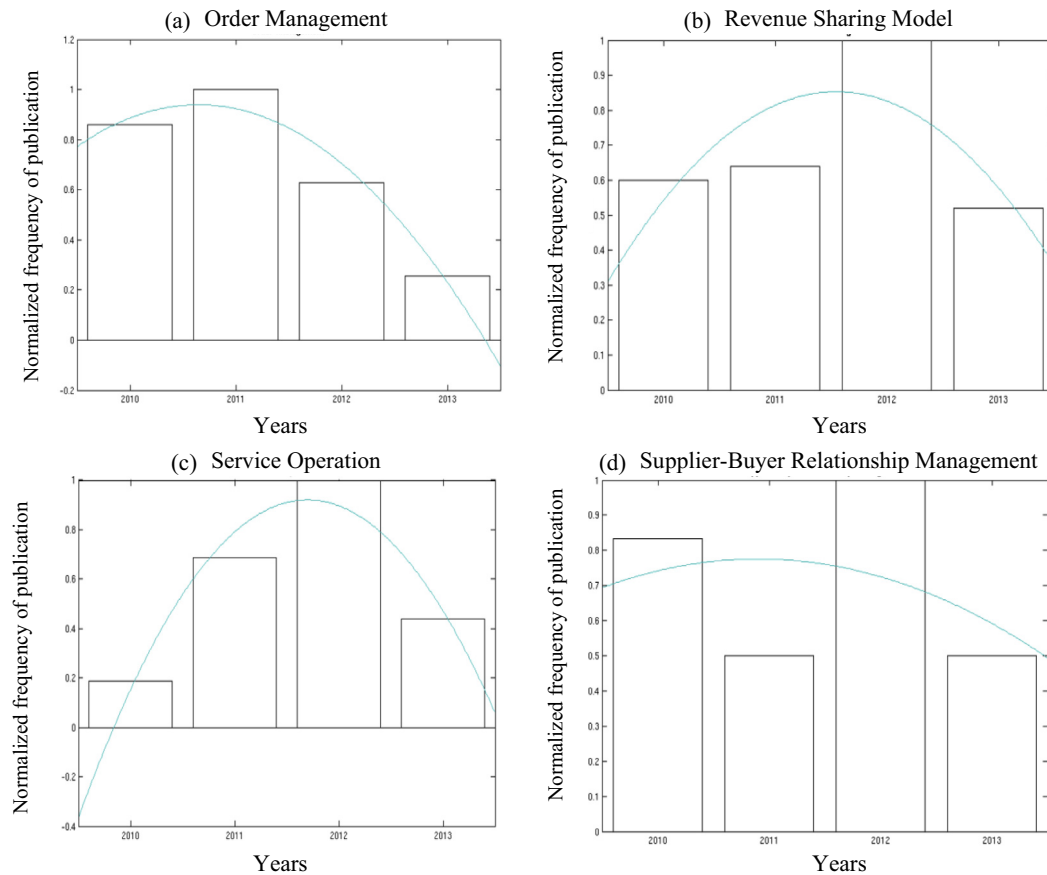 (a) Order Management
Normalized frequency of publication
1.2
1
0.8
0.6
0.4
0.2
0
-0.2
2010 2011 2012 2013
Years
(b) Revenue Sharing Model
Normalized frequency of publication
1
0.9
0.8
0.7
0.6
0.5
0.4
0.3
0.2
0.1
0
2010 2011 2012 2013
Years
(c) Service Operation
Normalized frequency of publication
1
0.8
0.6
0.4
0.2
0
-0.2
-0.4
2010 2011 2012 2013
Years
(d) Supplier-Buyer Relationship Management
Normalized frequency of publication
1
0.9
0.8
0.7
0.6
0.5
0.4
0.3
0.2
0.1
0
2010 2011 2012 2013
Years